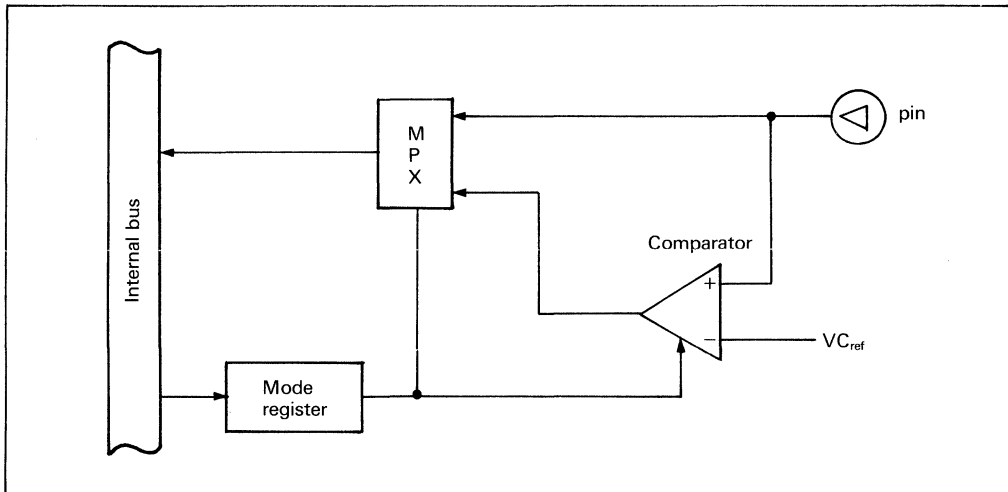 Internal bus
M
P
X
pin
Comparator
+
−
VCref
Mode
register